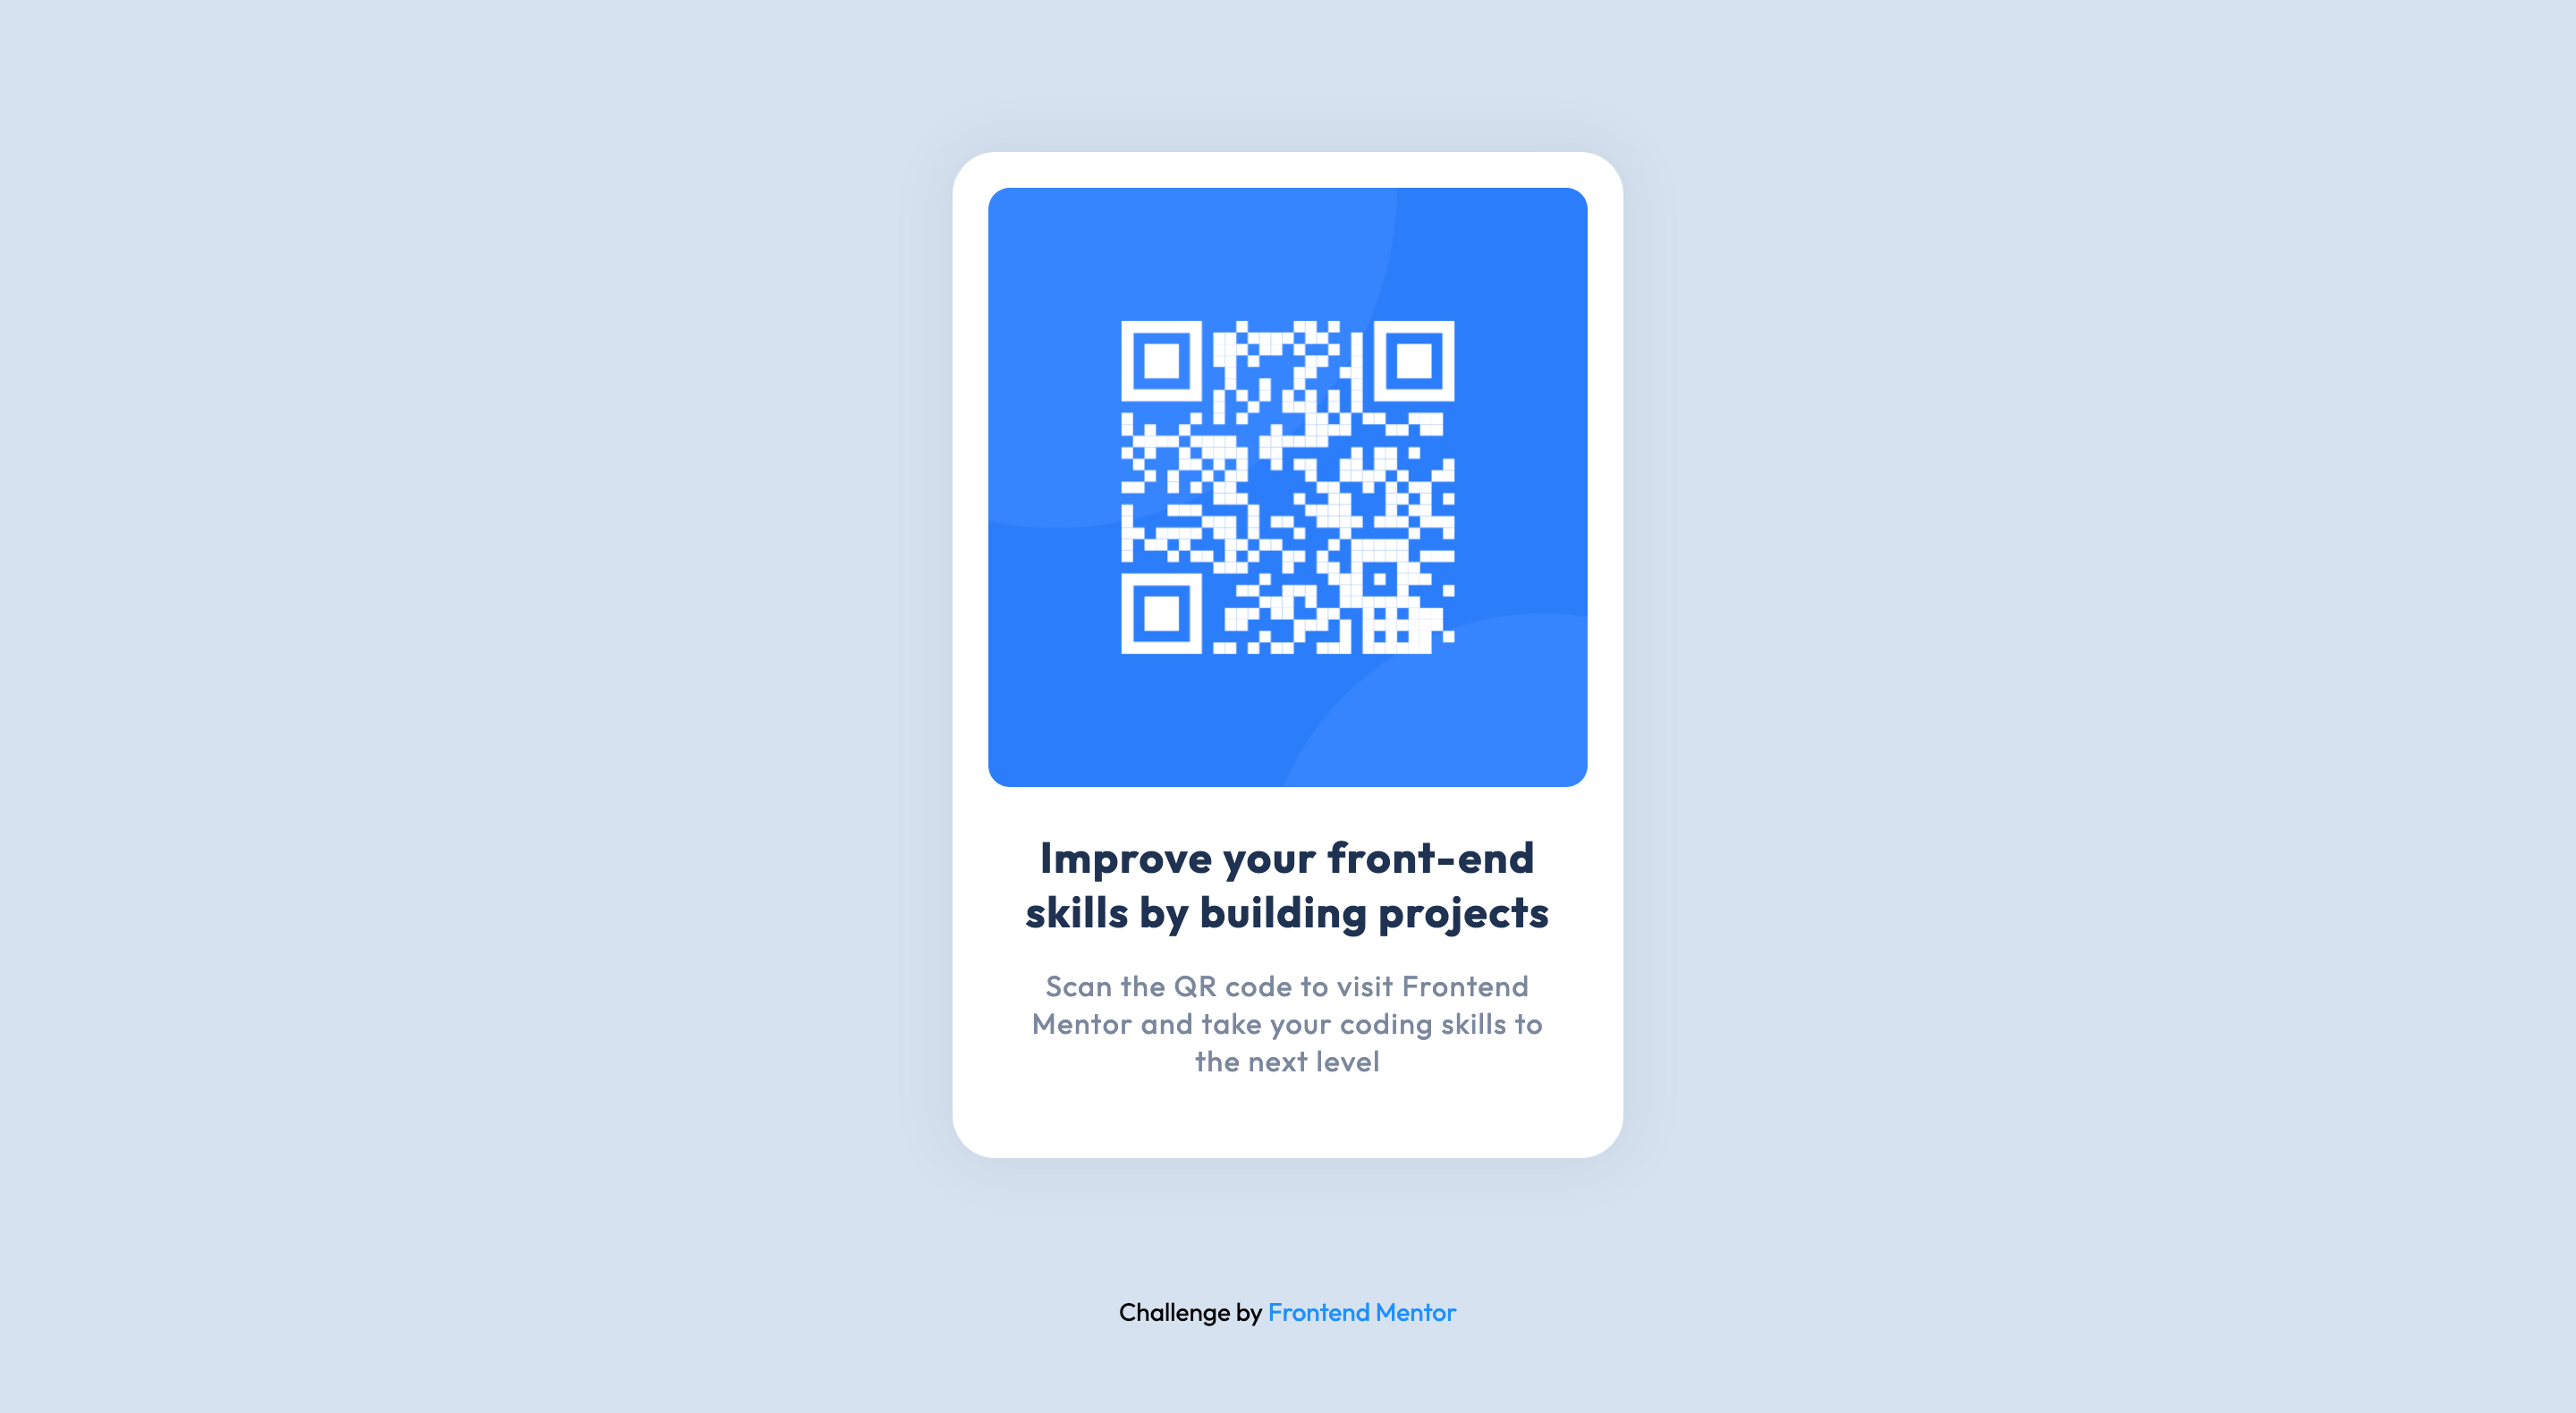 Improve your front-end
skills by building projects
Scan the QR code to visit Frontend
Mentor and take your coding skills to
the next level
Challenge by Frontend Mentor